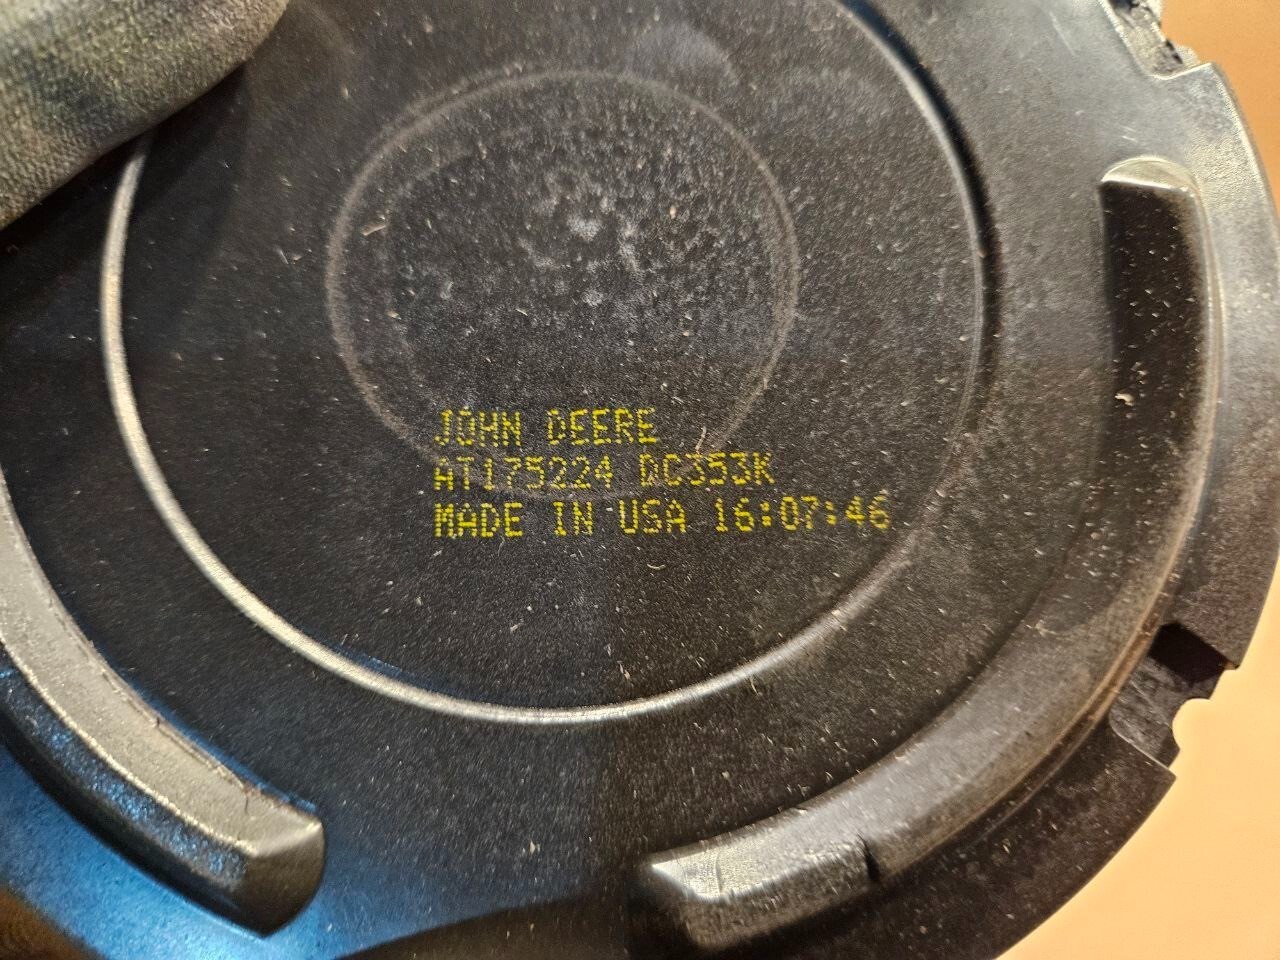 JOHN DEERE
AT175224 DC353K
MADE IN USA 16:07:46